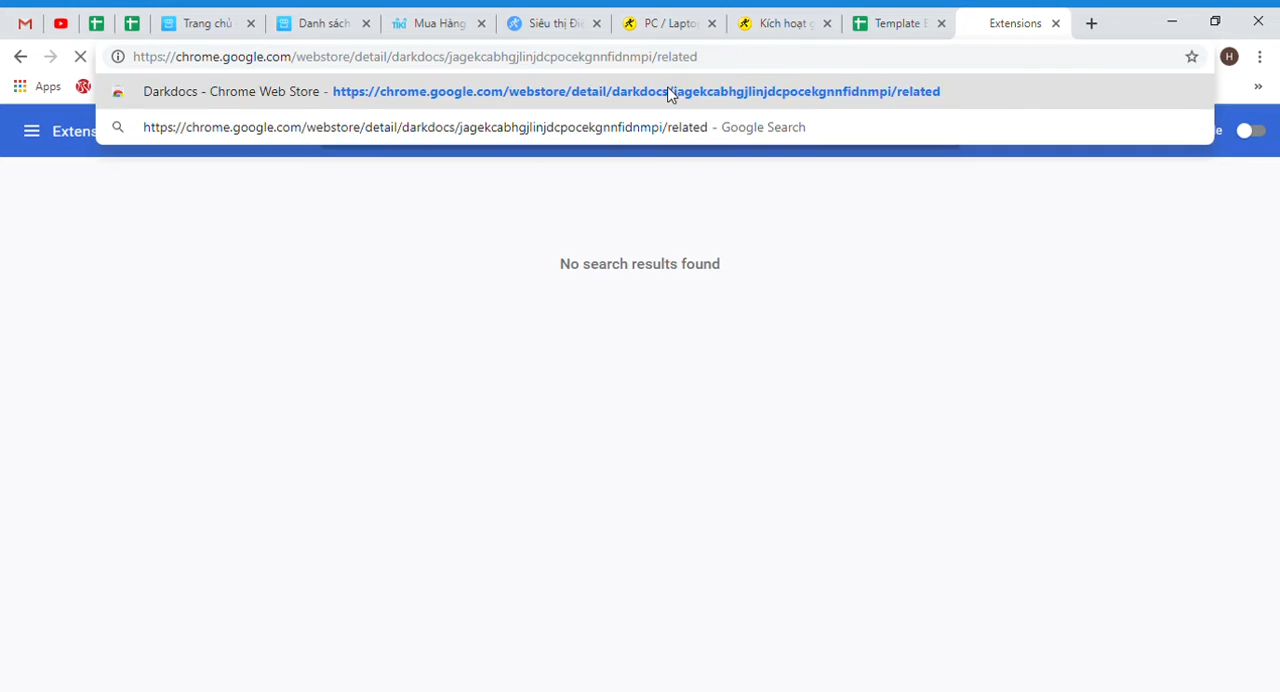 Trang chủ
Danh sách
Mua Hàng
Siêu thị Đi
PC / Lapto
Kích hoạt
Template
Extensions
https://chrome.google.com/webstore/detail/darkdocs/jagekcabhgjlinjdcpocekgnnfidnmpi/related
H
Apps
Darkdocs - Chrome Web Store - https://chrome.google.com/webstore/detail/darkdocs/jagekcabhgjlinjdcpocekgnnfidnmpi/related
https://chrome.google.com/webstore/detail/darkdocs/jagekcabhgjlinjdcpocekgnnfidnmpi/related - Google Search
Extens
e
No search results found